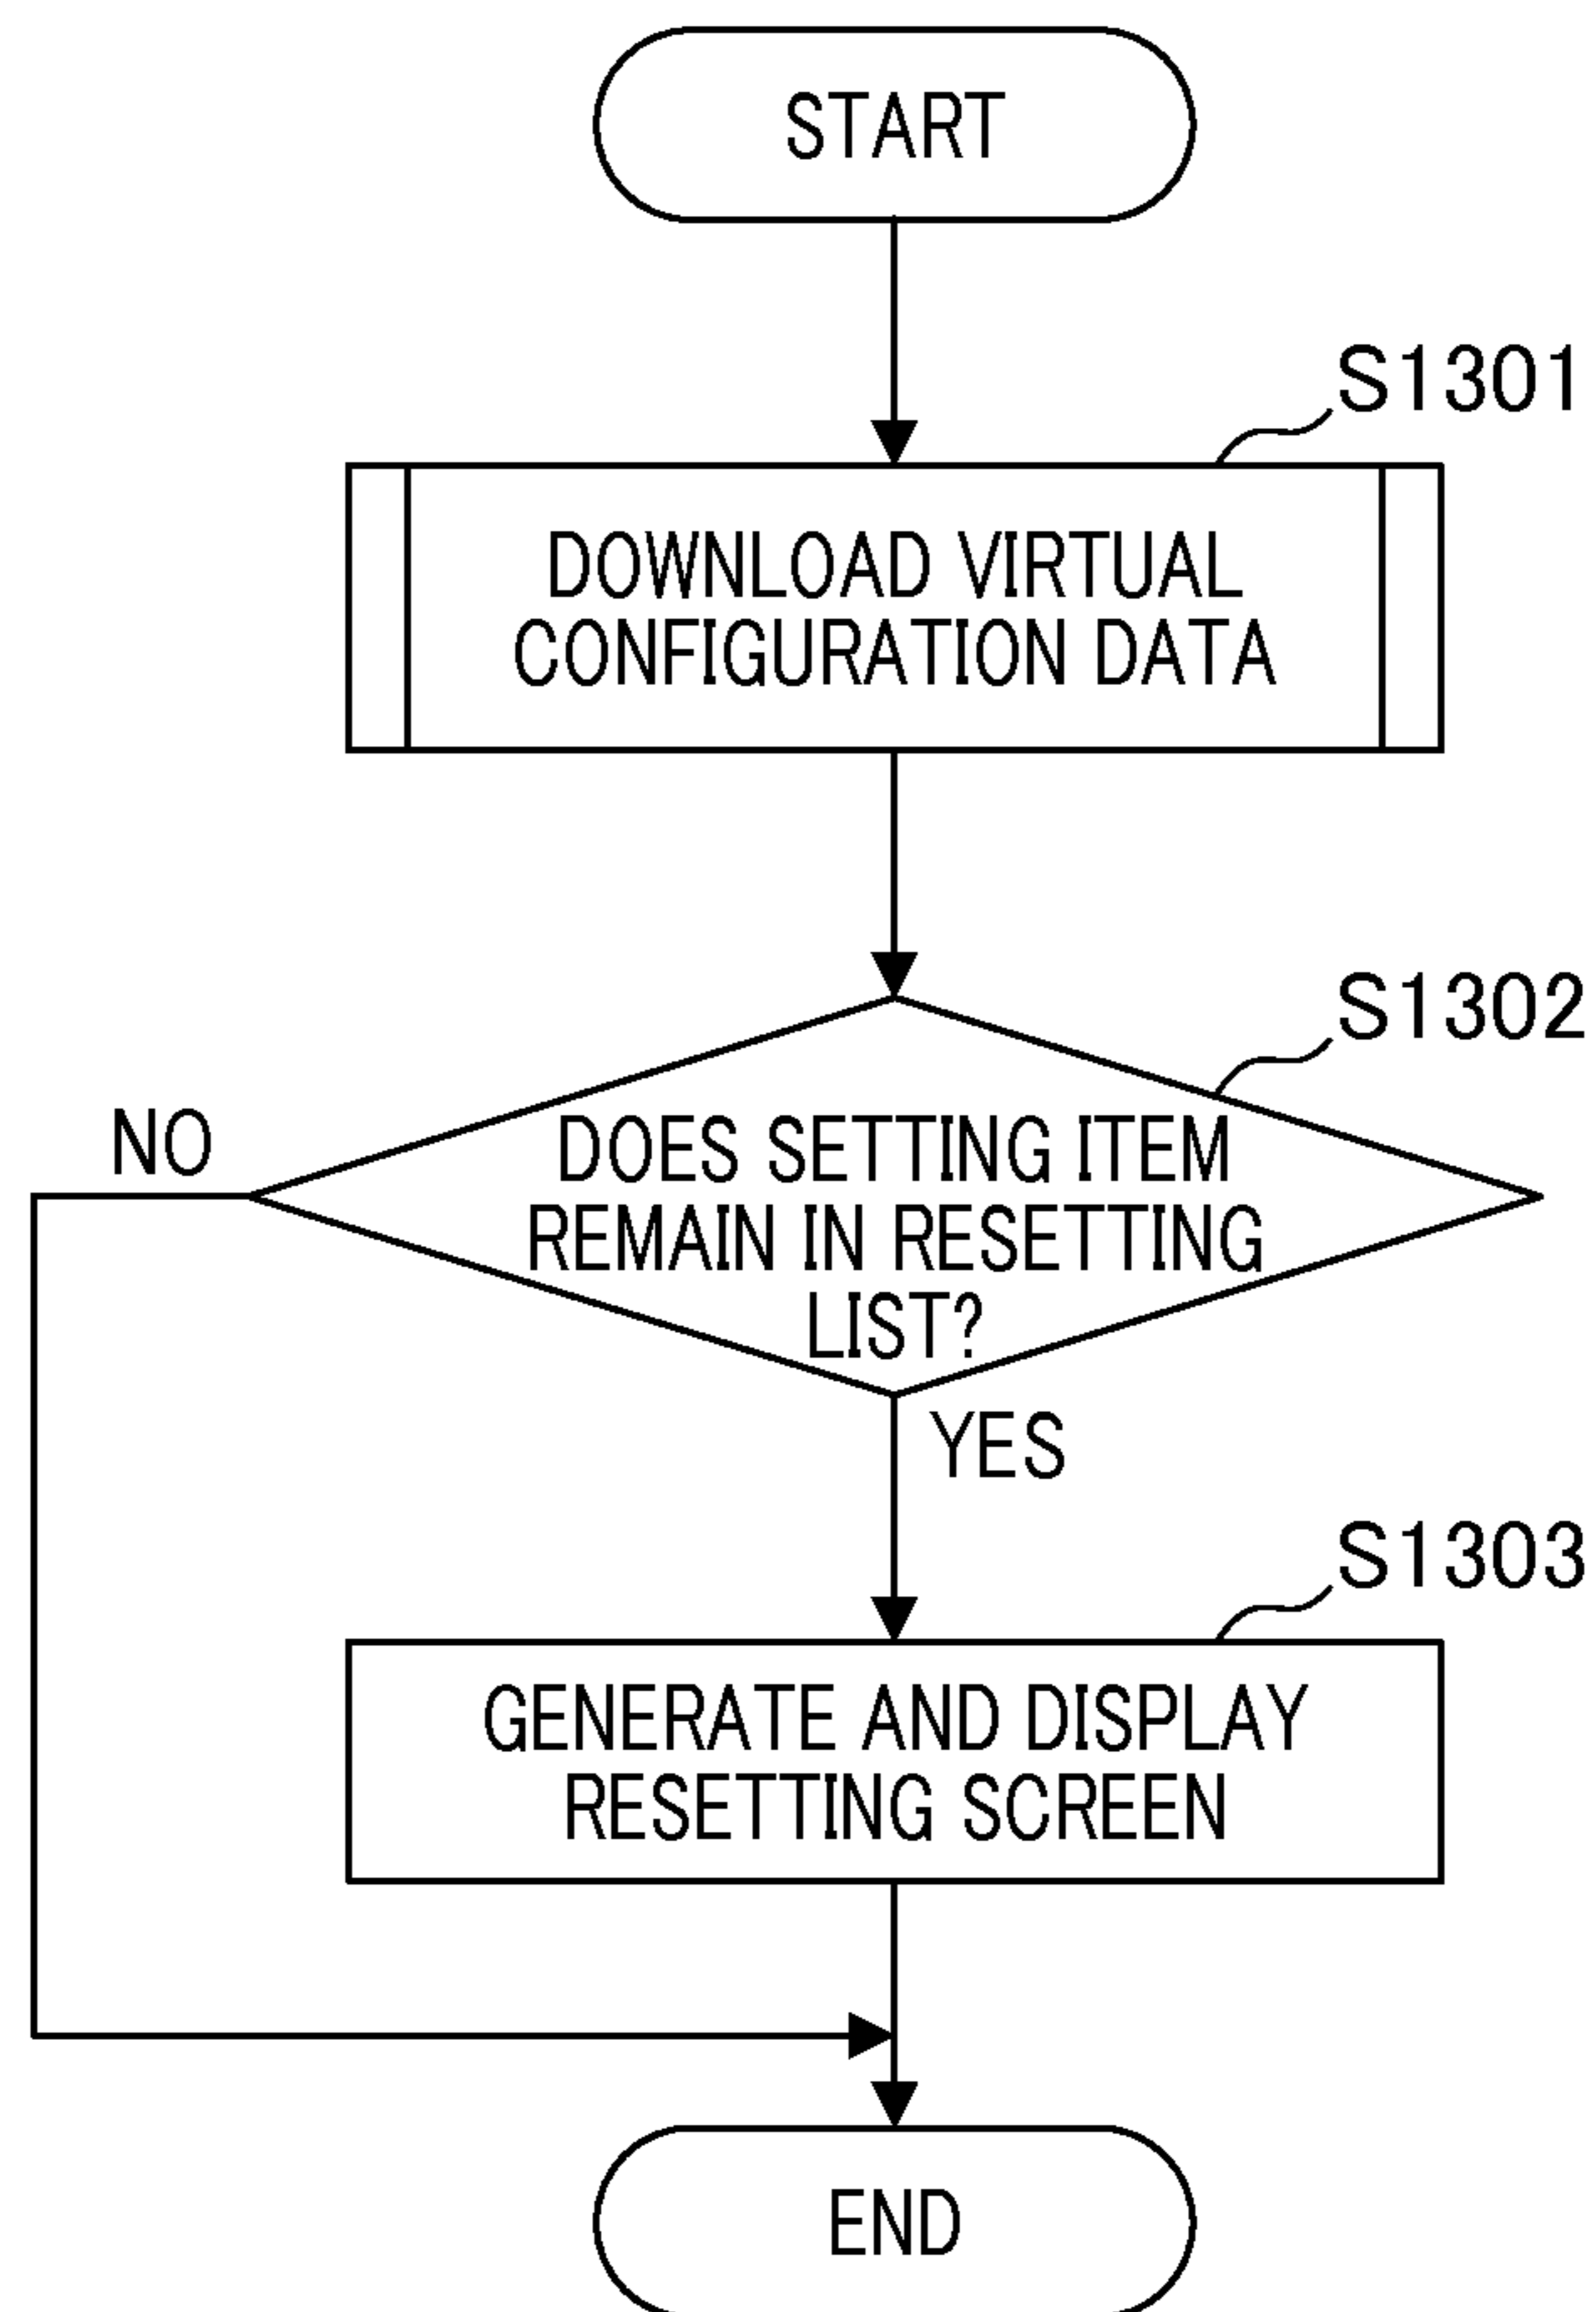 START
S1301
DOWNLOAD VIRTUAL
CONFIGURATION DATA
S1302
NO
DOES SETTING ITEM
REMAIN IN RESETTING
LIST?
YES
S1303
GENERATE AND DISPLAY
RESETTING SCREEN
END